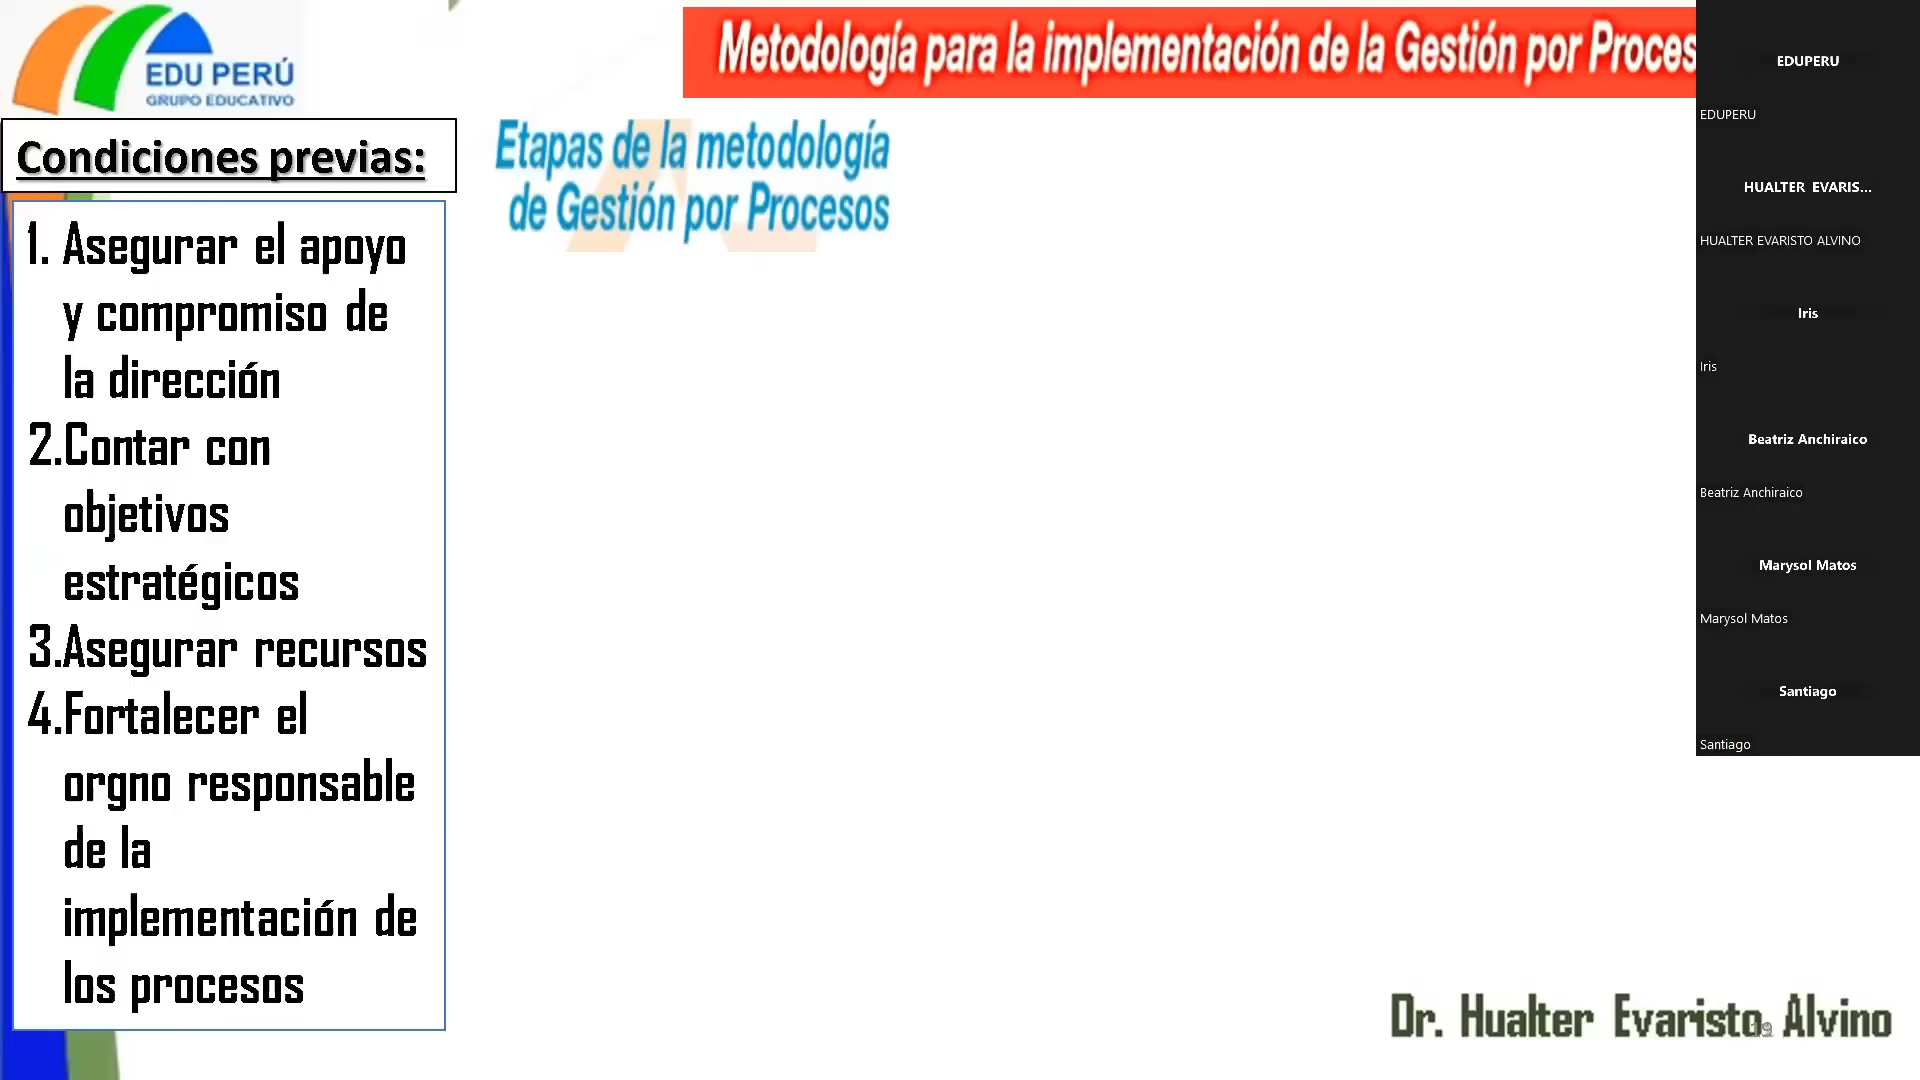 EDU PERÚ
GRUPO EDUCATIVO
Metodología para la implementación de la Gestión por Proces
Condiciones previas:
Etapas de la metodología
de Gestión por Procesos
1. Asegurar el apoyo
y compromiso de
la dirección
2.Contar con
objetivos
estratégicos
3.Asegurar recursos
4.Fortalecer el
orgno responsable
de la
implementación de
los procesos
EDUPERU
EDUPERU
HUALTER EVARIS...
HUALTER EVARISTO ALVINO
Iris
Iris
Beatriz Anchiraico
Beatriz Anchiraico
Marysol Matos
Marysol Matos
Santiago
Santiago
Dr. Hualter Evaristo Alvino